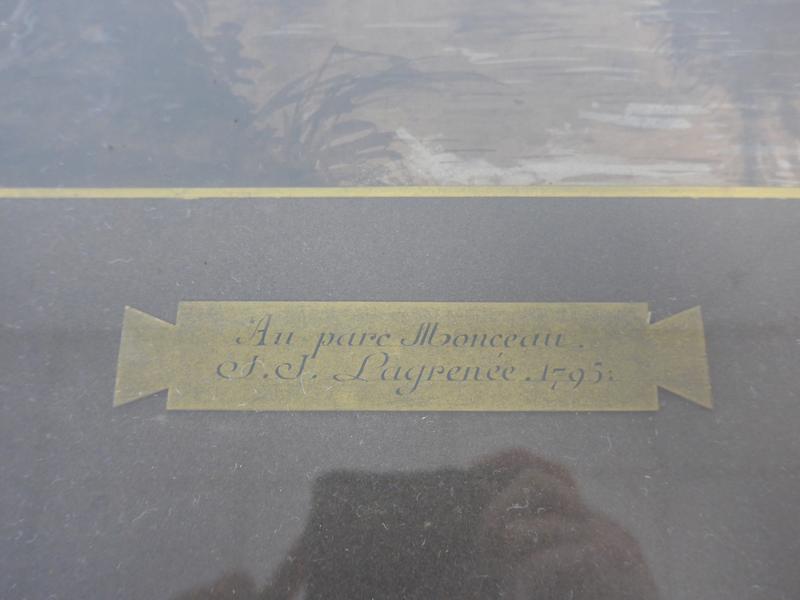 Au parc Monceau.
J. J. Lagrenée. 1795: